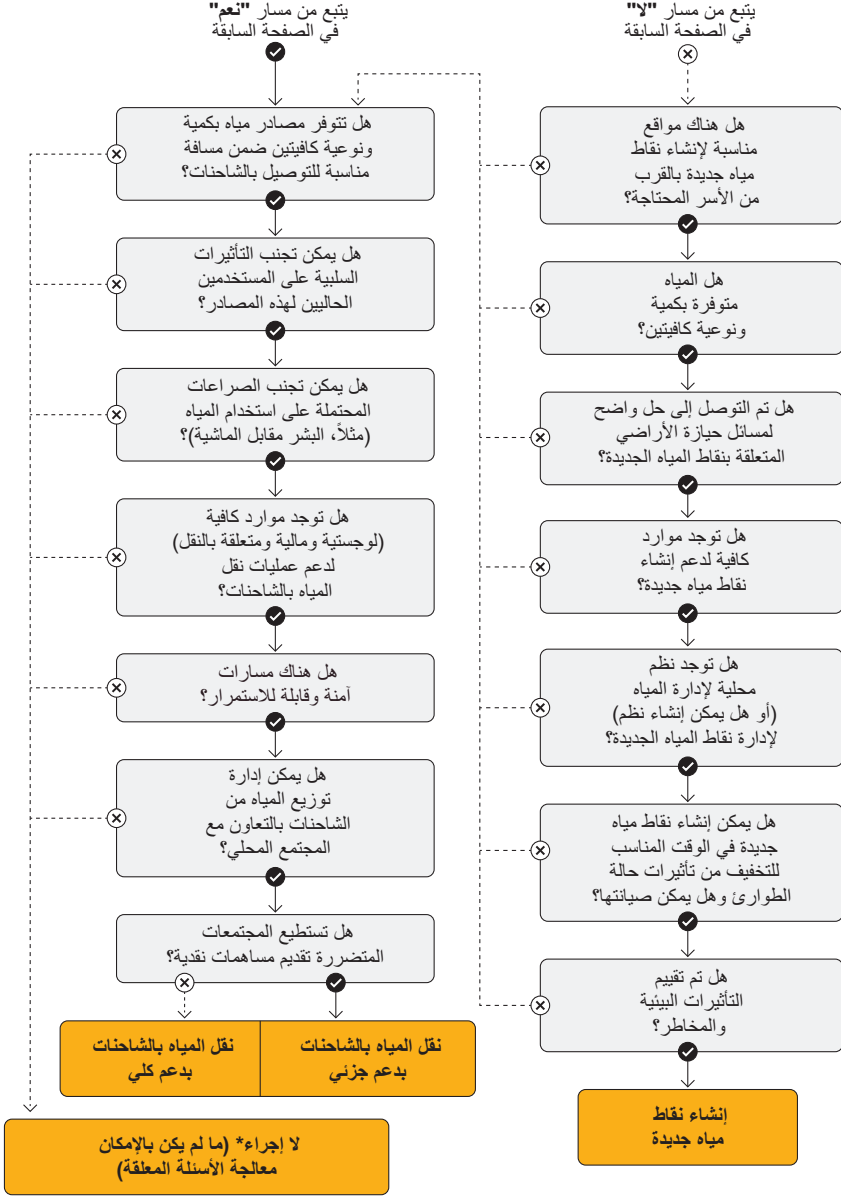 يتبع من مسار "لا"
في الصفحة السابقة
هل هناك مواقع
مناسبة لإنشاء نقاط
مياه جديدة بالقرب
من الأسر المحتاجة؟
هل المياه
متوفرة بكمية
ونوعية كافيتين؟
هل تم التوصل إلى حل واضح
لمسائل حيازة الأراضي
المتعلقة بنقاط المياه الجديدة؟
هل توجد موارد
كافية لدعم إنشاء
نقاط مياه جديدة؟
هل توجد نظم
محلية لإدارة المياه
(أو هل يمكن إنشاء نظم)
لإدارة نقاط المياه الجديدة؟
هل يمكن إنشاء نقاط مياه
جديدة في الوقت المناسب
للتخفيف من تأثيرات حالة
الطوارئ وهل يمكن صيانتها؟
هل تم تقييم
التأثيرات البيئية
والمخاطر؟
إنشاء نقاط
مياه جديدة
يتبع من مسار "نعم"
في الصفحة السابقة
هل تتوفر مصادر مياه بكمية
ونوعية كافيتين ضمن مسافة
مناسبة للتوصيل بالشاحنات؟
هل يمكن تجنب التأثيرات
السلبية على المستخدمين
الحاليين لهذه المصادر؟
هل يمكن تجنب الصراعات
المحتملة على استخدام المياه
(مثلاً، البشر مقابل الماشية)؟
هل توجد موارد كافية
(لوجستية ومالية ومتعلقة بالنقل)
لدعم عمليات نقل
المياه بالشاحنات؟
هل هناك مسارات
آمنة وقابلة للاستمرار؟
هل يمكن إدارة
توزيع المياه من
الشاحنات بالتعاون مع
المجتمع المحلي؟
هل تستطيع المجتمعات
المتضررة تقديم مساهمات نقدية؟
نقل المياه بالشاحنات
بدعم جزئي
نقل المياه بالشاحنات
بدعم كلي
لا إجراء* (ما لم يكن بالإمكان
معالجة الأسئلة المعلقة)